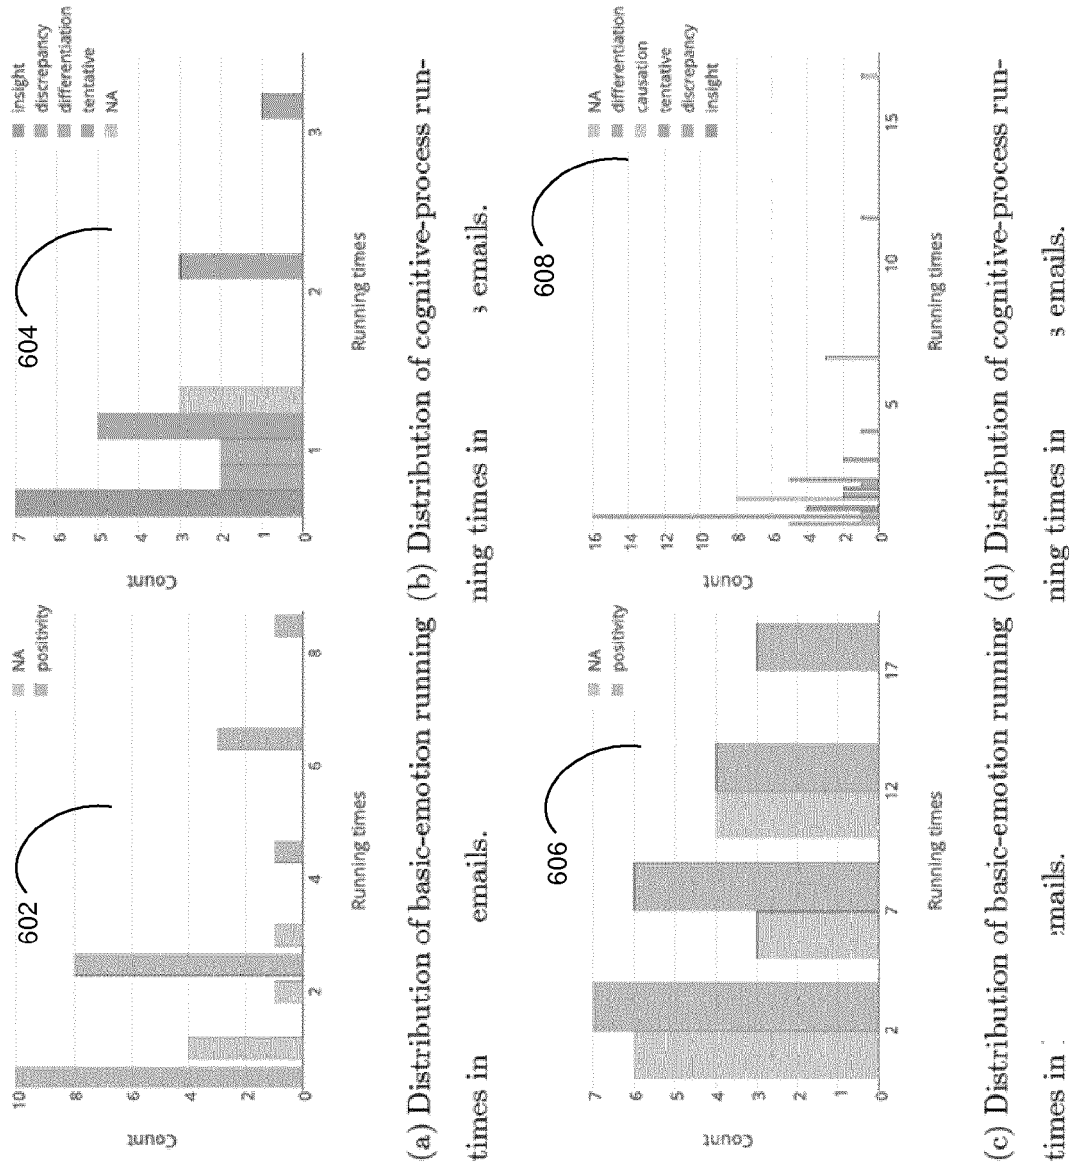 10
8
6
4
2
0
Count
2
4
6
8
Running times
NA
positivity
602
(a) Distribution of basic-emotion running
times in emails.
7
6
5
4
3
2
1
0
Count
1
2
3
Running times
insight
discrepancy
differentiation
tentative
NA
604
(b) Distribution of cognitive-process run-
ning times in s emails.
7
6
5
4
3
2
1
0
Count
2
7
12
17
Running times
NA
positivity
606
(c) Distribution of basic-emotion running
times in mails.
16
14
12
10
8
6
4
2
0
Count
5
10
15
Running times
NA
differentiation
causation
tentative
discrepancy
insight
608
(d) Distribution of cognitive-process run-
ning times in s emails.